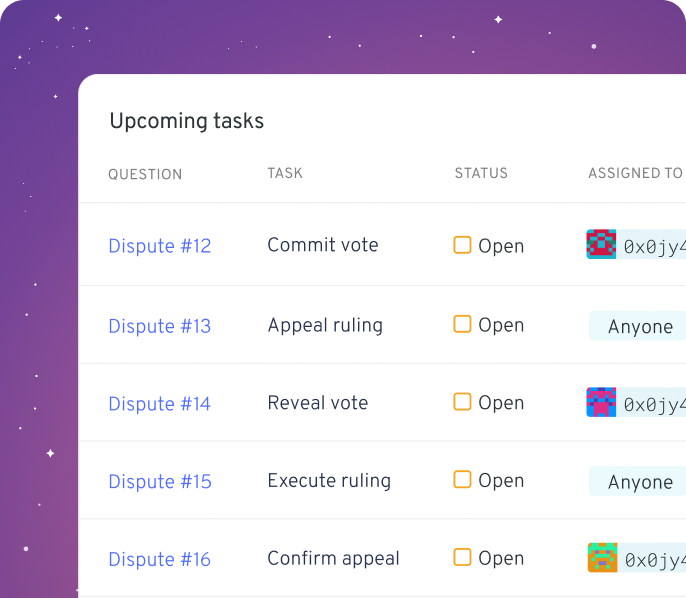 Upcoming tasks
QUESTION TASK STATUS ASSIGNED TO
Dispute #12 Commit vote Open 0x0jy4
Dispute #13 Appeal ruling Open Anyone
Dispute #14 Reveal vote Open 0x0jy4
Dispute #15 Execute ruling Open Anyone
Dispute #16 Confirm appeal Open 0x0jy4